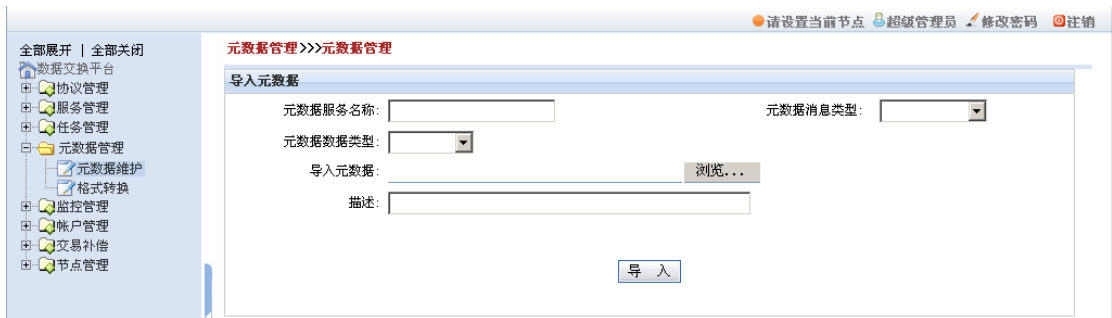 请设置当前节点 超级管理员 修改密码 注销
全部展开 | 全部关闭
数据交换平台
协议管理
服务管理
任务管理
元数据管理
元数据维护
格式转换
监控管理
帐户管理
交易补偿
节点管理
元数据管理>>>元数据管理
导入元数据
元数据服务名称: 元数据消息类型:
元数据数据类型:
导入元数据: 浏览...
描述:
导 入